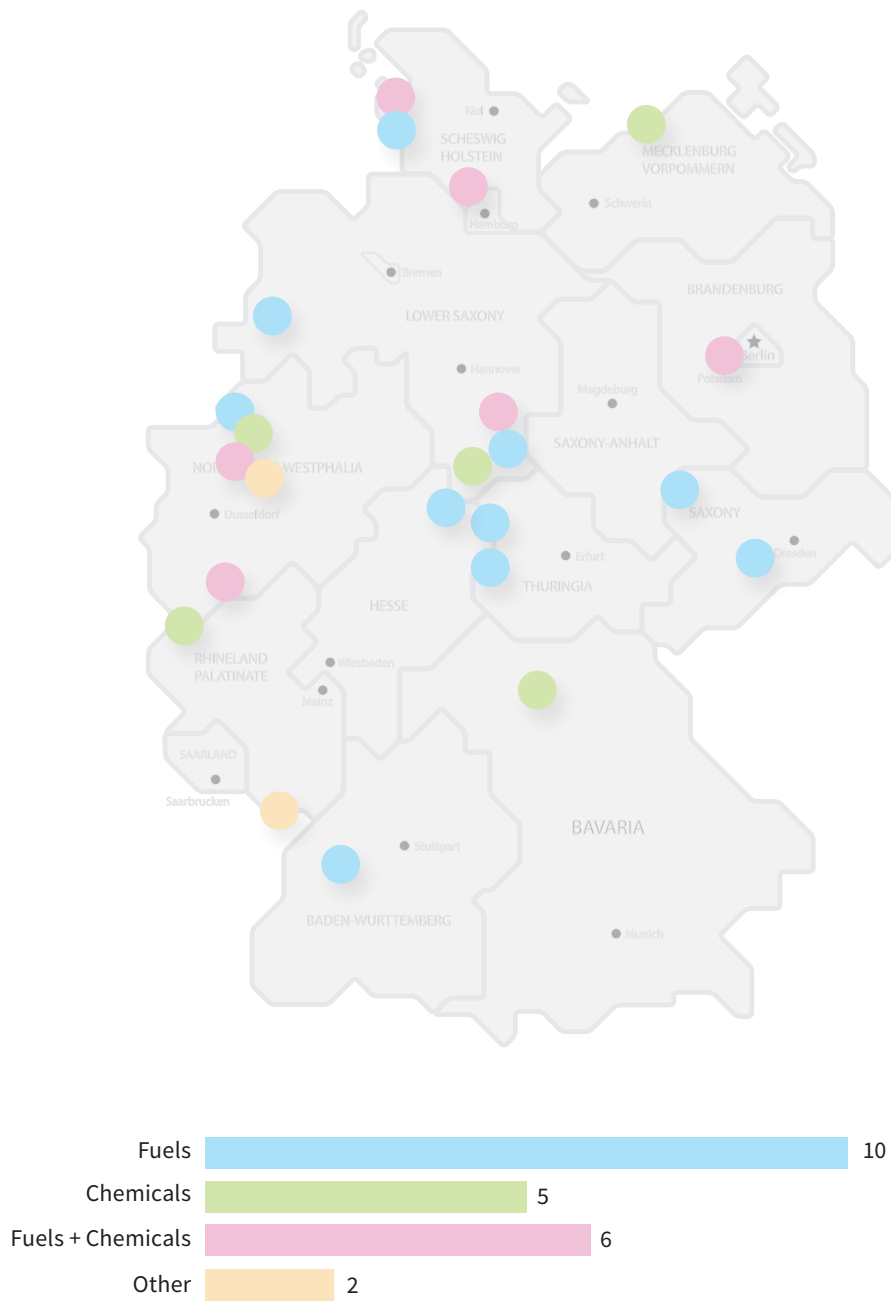 Kiel
SCHESWIG
HOLSTEIN
MECKLENBURG
VORPOMMERN
Schwerin
Hamburg
Bremen
BRANDENBURG
LOWER SAXONY
Berlin
Hannover
Potsdam
Magdeburg
SAXONY-ANHALT
NOR WESTPHALIA
SAXONY
Dusseldorf
Dresden
Erfurt
THURINGIA
HESSE
RHINELAND
PALATINATE
Wiesbaden
Mainz
SAARLAND
Saarbrucken
BAVARIA
Stuttgart
BADEN-WURTTEMBERG
Munich
Fuels 10
Chemicals 5
Fuels + Chemicals 6
Other 2